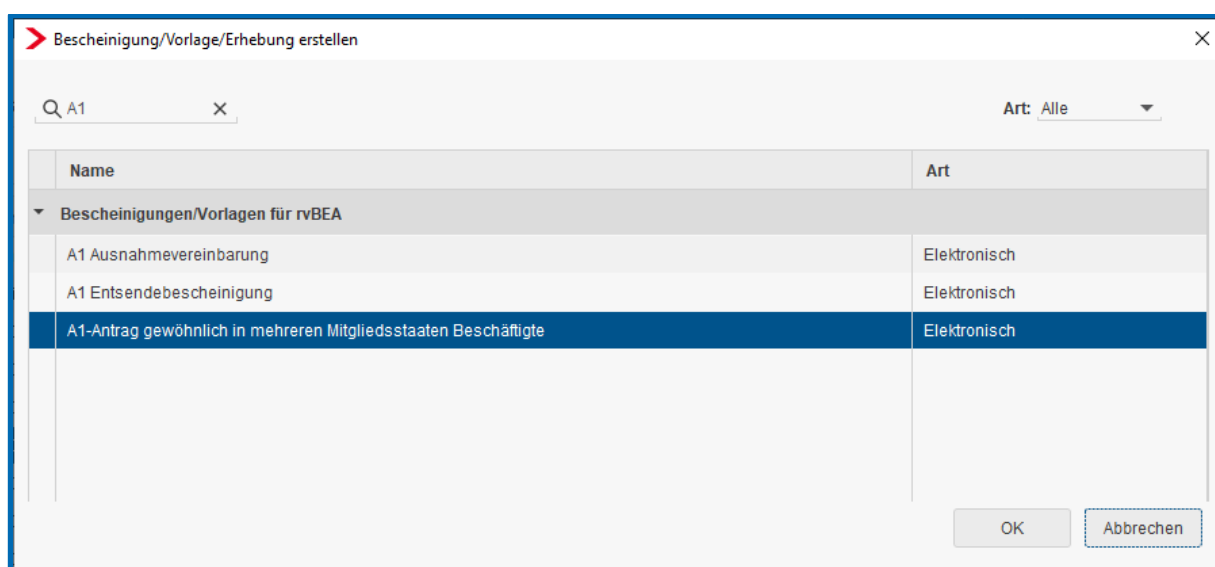 Bescheinigung/Vorlage/Erhebung erstellen
A1
Art: Alle
Name Art
Bescheinigungen/Vorlagen für rvBEA
A1 Ausnahmevereinbarung Elektronisch
A1 Entsendebescheinigung Elektronisch
A1-Antrag gewöhnlich in mehreren Mitgliedsstaaten Beschäftigte Elektronisch
OK Abbrechen